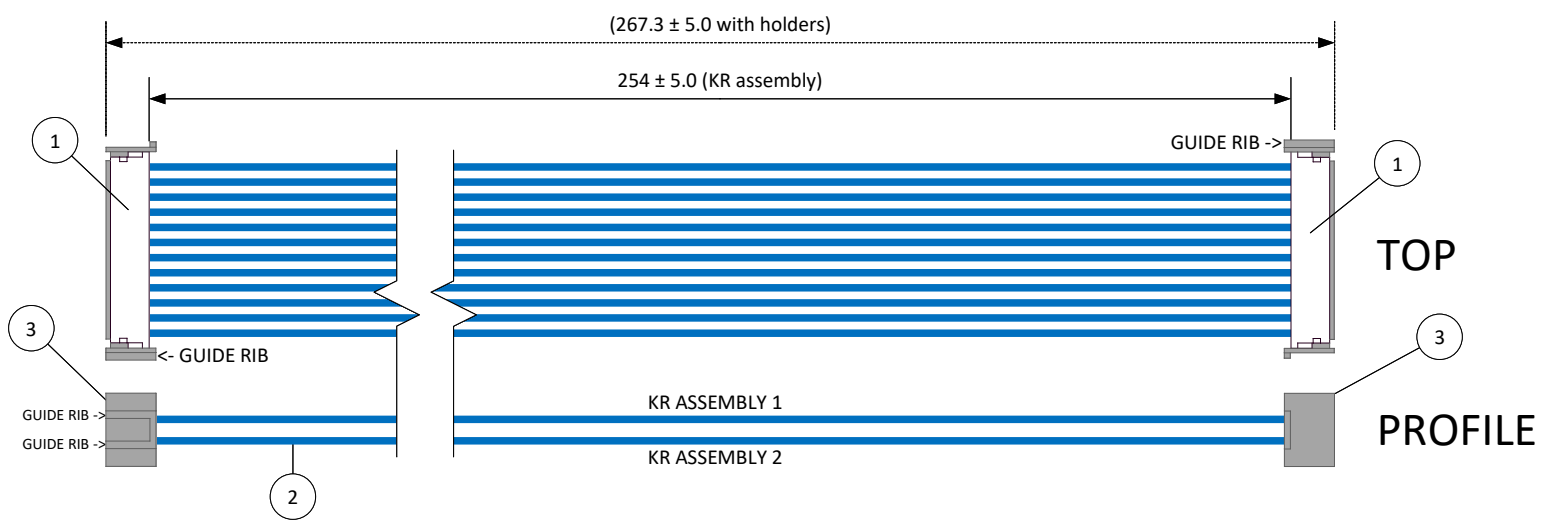 (267.3 ± 5.0 with holders)
254 ± 5.0 (KR assembly)
1
GUIDE RIB ->
1
TOP
3
<- GUIDE RIB
3
GUIDE RIB ->
KR ASSEMBLY 1
PROFILE
GUIDE RIB ->
KR ASSEMBLY 2
2